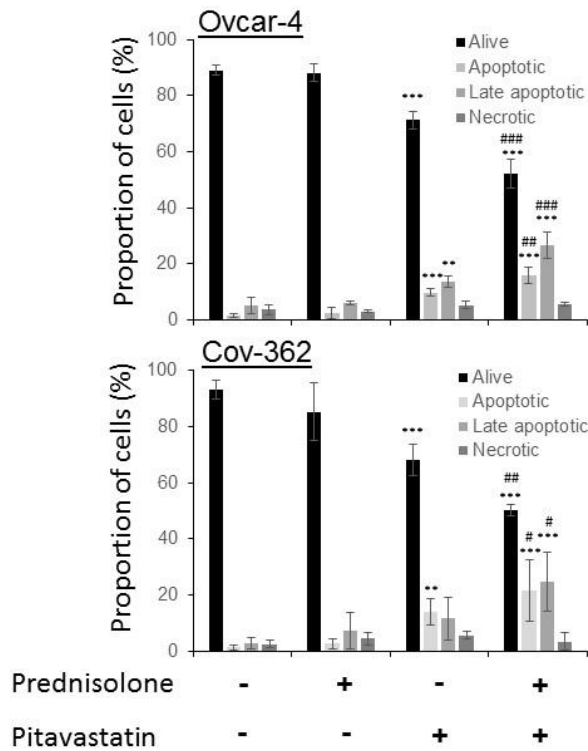 Ovcar-4
Proportion of cells (%)
100
80
60
40
20
0
Alive
Apoptotic
Late apoptotic
Necrotic
***
*** **
###
***
##
***
###
***
Cov-362
Proportion of cells (%)
100
80
60
40
20
0
Alive
Apoptotic
Late apoptotic
Necrotic
***
**
##
***
#
***
#
***
Prednisolone - + - +
Pitavastatin - - + +